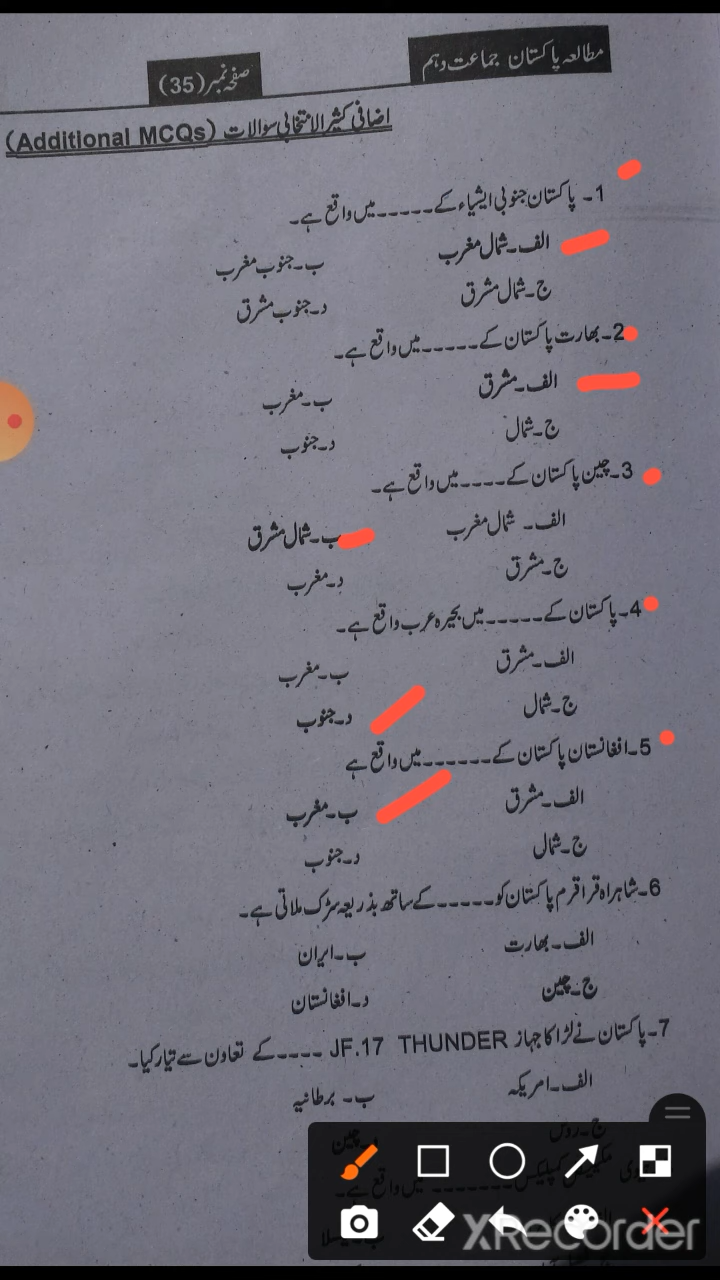 مطالعہ پاکستان جماعت دہم
صفحہ نمبر (35)
اضافی کثیر الانتخابی سوالات (Additional MCQs)
1۔ پاکستان جنوبی ایشیاء کے ۔۔۔۔۔ میں واقع ہے۔
الف۔شمال مغرب ب۔جنوب مغرب
ج۔شمال مشرق د۔جنوب مشرق
2۔بھارت پاکستان کے ۔۔۔۔۔ میں واقع ہے۔
الف۔مشرق ب۔مغرب
ج۔شمال د۔جنوب
3۔چین پاکستان کے ۔۔۔۔ میں واقع ہے۔
الف۔ شمال مغرب ب۔شمال مشرق
ج۔مشرق د۔مغرب
4۔پاکستان کے ۔۔۔۔۔ میں بحیرہ عرب واقع ہے۔
الف۔مشرق ب۔مغرب
ج۔شمال د۔جنوب
5۔افغانستان پاکستان کے ۔۔۔۔۔۔ میں واقع ہے
الف۔مشرق ب۔مغرب
ج۔شمال د۔جنوب
6۔شاہراہ قراقرم پاکستان کو ۔۔۔۔۔ کے ساتھ بذریعہ سڑک ملاتی ہے۔
الف۔بھارت ب۔ایران
ج۔چین د۔افغانستان
7۔پاکستان نے لڑاکا جہاز JF.17 THUNDER ۔۔۔۔ کے تعاون سے تیار کیا۔
الف۔امریکہ ب۔ برطانیہ
ج۔روس د۔چین
کمپلیکس ۔۔۔۔۔۔۔ میں واقع ہے۔
XRecorder